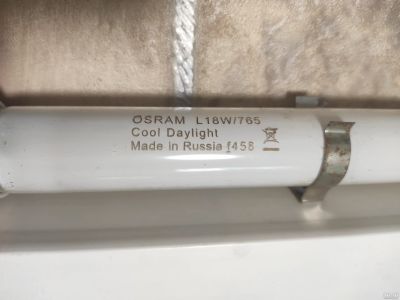 OSRAM L18W/765
Cool Daylight
Made in Russia f458